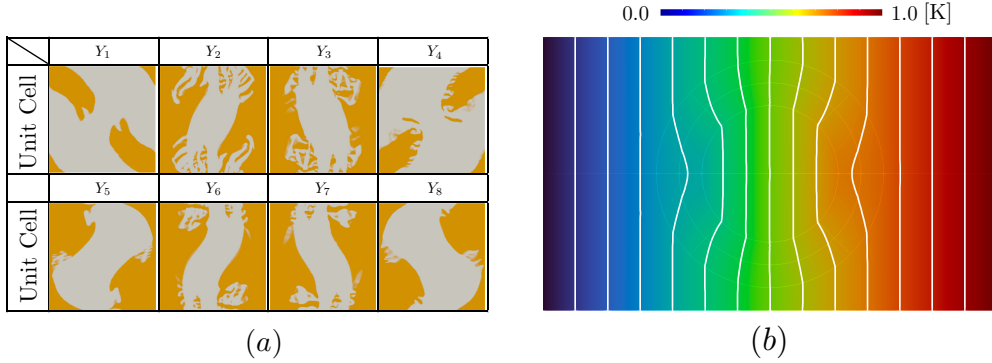 Y₁ Y₂ Y₃ Y₄
Unit Cell
Y₅ Y₆ Y₇ Y₈
Unit Cell
(a)
0.0 1.0 [K]
(b)